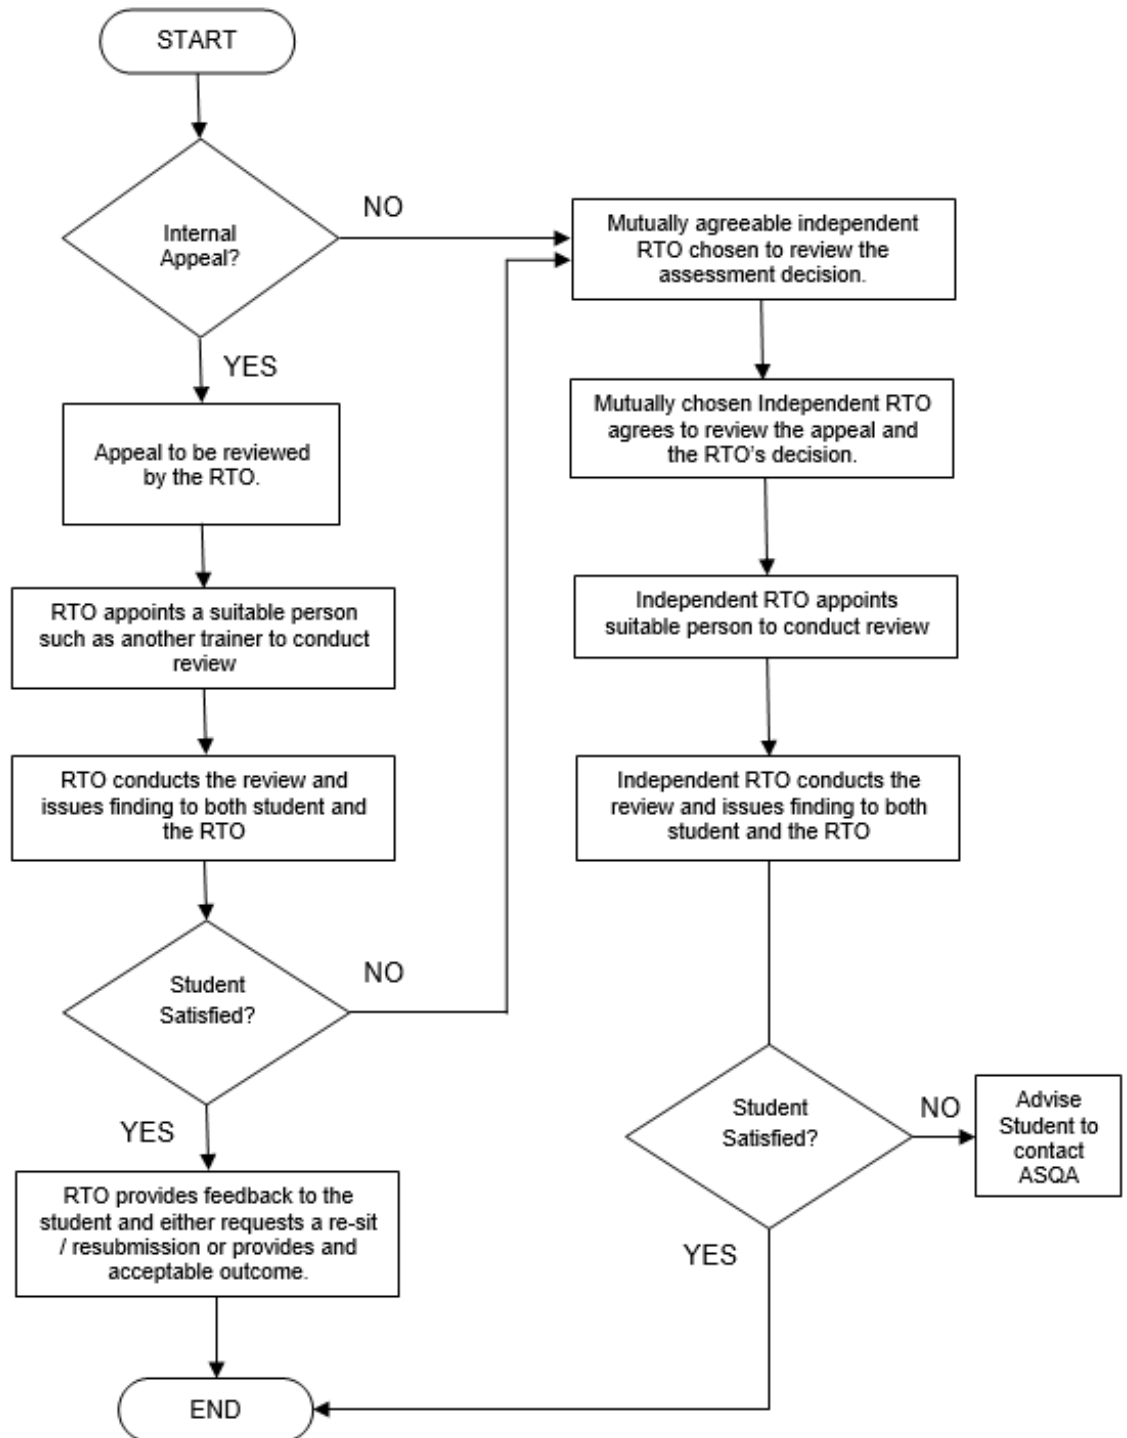 START
Internal
Appeal?
NO
YES
Appeal to be reviewed
by the RTO.
RTO appoints a suitable person
such as another trainer to conduct
review
RTO conducts the review and
issues finding to both student and
the RTO
Student
Satisfied?
NO
YES
RTO provides feedback to the
student and either requests a re-sit
/ resubmission or provides and
acceptable outcome.
END
Mutually agreeable independent
RTO chosen to review the
assessment decision.
Mutually chosen Independent RTO
agrees to review the appeal and
the RTO's decision.
Independent RTO appoints
suitable person to conduct review
Independent RTO conducts the
review and issues finding to both
student and the RTO
Student
Satisfied?
NO
YES
Advise
Student to
contact
ASQA